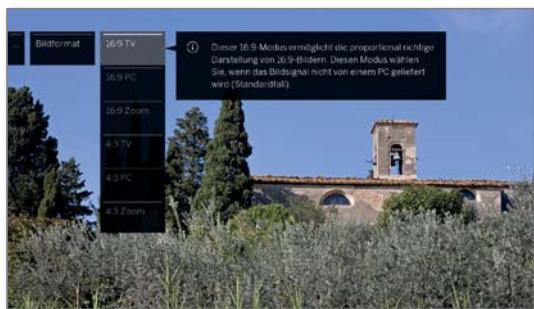 ...
Bildformat
16:9 TV
Dieser 16:9-Modus ermöglicht die proportional richtige
Darstellung von 16:9-Bildern. Diesen Modus wählen
Sie, wenn das Bildsignal nicht von einem PC geliefert
wird (Standardfall).
16:9 PC
16:9 Zoom
4:3 TV
4:3 PC
4:3 Zoom